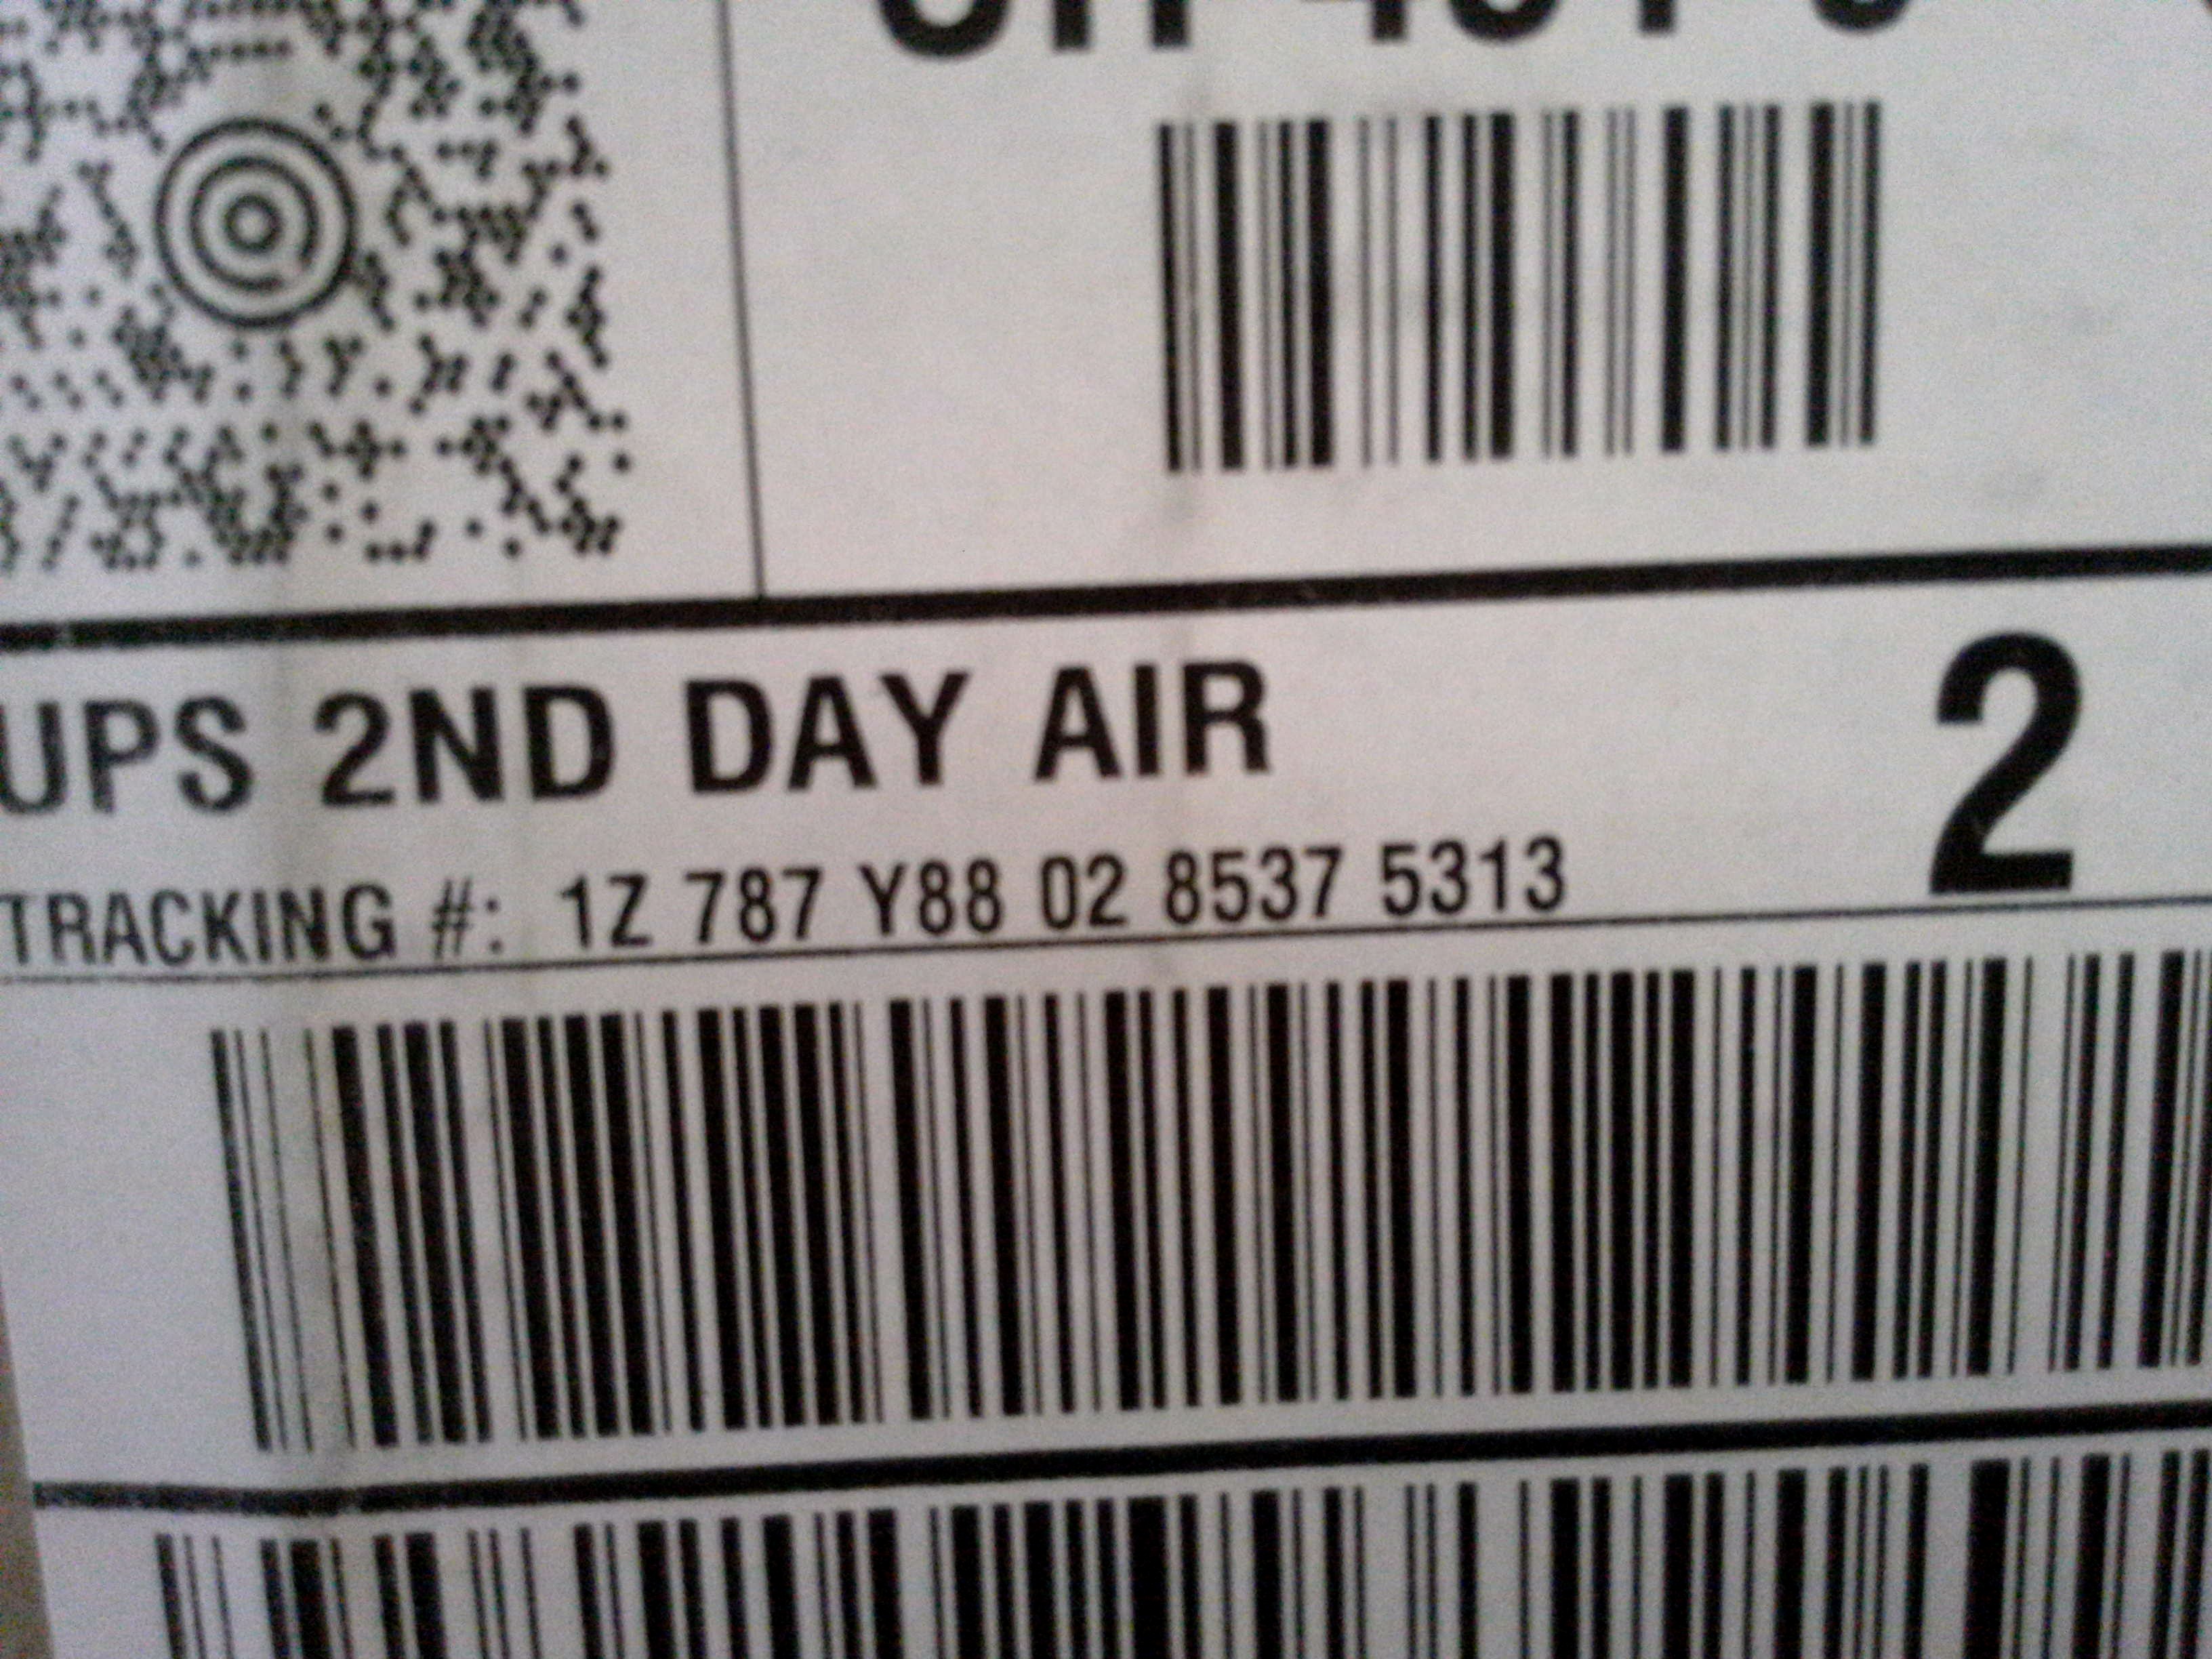 UPS 2ND DAY AIR
2
TRACKING #: 1Z 787 Y88 02 8537 5313